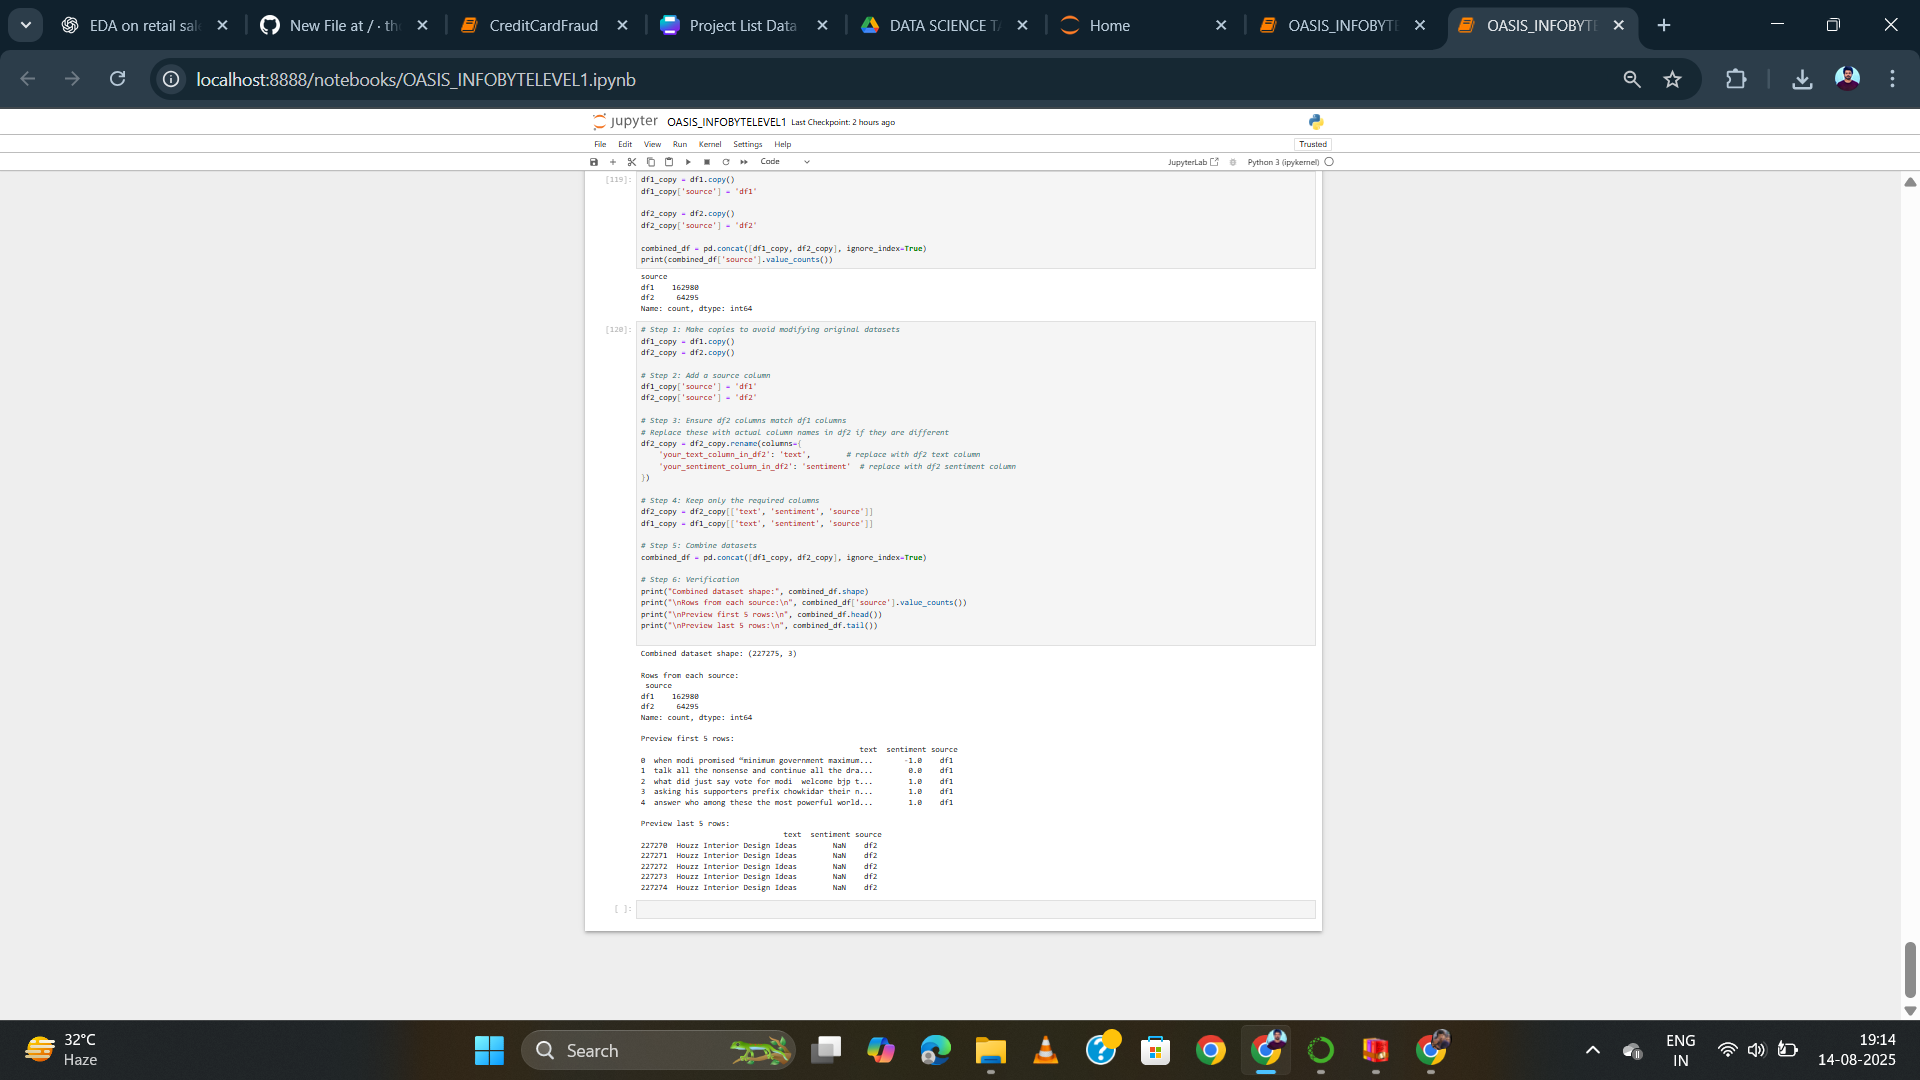 EDA on retail sal
New File at / · th
CreditCardFraud
Project List Data
DATA SCIENCE TA
Home
OASIS_INFOBYTE
OASIS_INFOBYTE
localhost:8888/notebooks/OASIS_INFOBYTELEVEL1.ipynb
jupyter OASIS_INFOBYTELEVEL1 Last Checkpoint: 2 hours ago
File Edit View Run Kernel Settings Help Trusted
Code JupyterLab Python 3 (ipykernel)
[119]: df1_copy = df1.copy()
df1_copy['source'] = 'df1'
df2_copy = df2.copy()
df2_copy['source'] = 'df2'
combined_df = pd.concat([df1_copy, df2_copy], ignore_index=True)
print(combined_df['source'].value_counts())
source
df1 162980
df2 64295
Name: count, dtype: int64
[120]: # Step 1: Make copies to avoid modifying original datasets
df1_copy = df1.copy()
df2_copy = df2.copy()
# Step 2: Add a source column
df1_copy['source'] = 'df1'
df2_copy['source'] = 'df2'
# Step 3: Ensure df2 columns match df1 columns
# Replace these with actual column names in df2 if they are different
df2_copy = df2_copy.rename(columns={
'your_text_column_in_df2': 'text', # replace with df2 text column
'your_sentiment_column_in_df2': 'sentiment' # replace with df2 sentiment column
})
# Step 4: Keep only the required columns
df2_copy = df2_copy[['text', 'sentiment', 'source']]
df1_copy = df1_copy[['text', 'sentiment', 'source']]
# Step 5: Combine datasets
combined_df = pd.concat([df1_copy, df2_copy], ignore_index=True)
# Step 6: Verification
print("Combined dataset shape:", combined_df.shape)
print("\nRows from each source:\n", combined_df['source'].value_counts())
print("\nPreview first 5 rows:\n", combined_df.head())
print("\nPreview last 5 rows:\n", combined_df.tail())
Combined dataset shape: (227275, 3)
Rows from each source:
source
df1 162980
df2 64295
Name: count, dtype: int64
Preview first 5 rows:
text sentiment source
0 when modi promised “minimum government maximum... -1.0 df1
1 talk all the nonsense and continue all the dra... 0.0 df1
2 what did just say vote for modi welcome bjp t... 1.0 df1
3 asking his supporters prefix chowkidar their n... 1.0 df1
4 answer who among these the most powerful world... 1.0 df1
Preview last 5 rows:
text sentiment source
227270 Houzz Interior Design Ideas NaN df2
227271 Houzz Interior Design Ideas NaN df2
227272 Houzz Interior Design Ideas NaN df2
227273 Houzz Interior Design Ideas NaN df2
227274 Houzz Interior Design Ideas NaN df2
[ ]:
32°C
Haze
Search
ENG
IN
19:14
14-08-2025